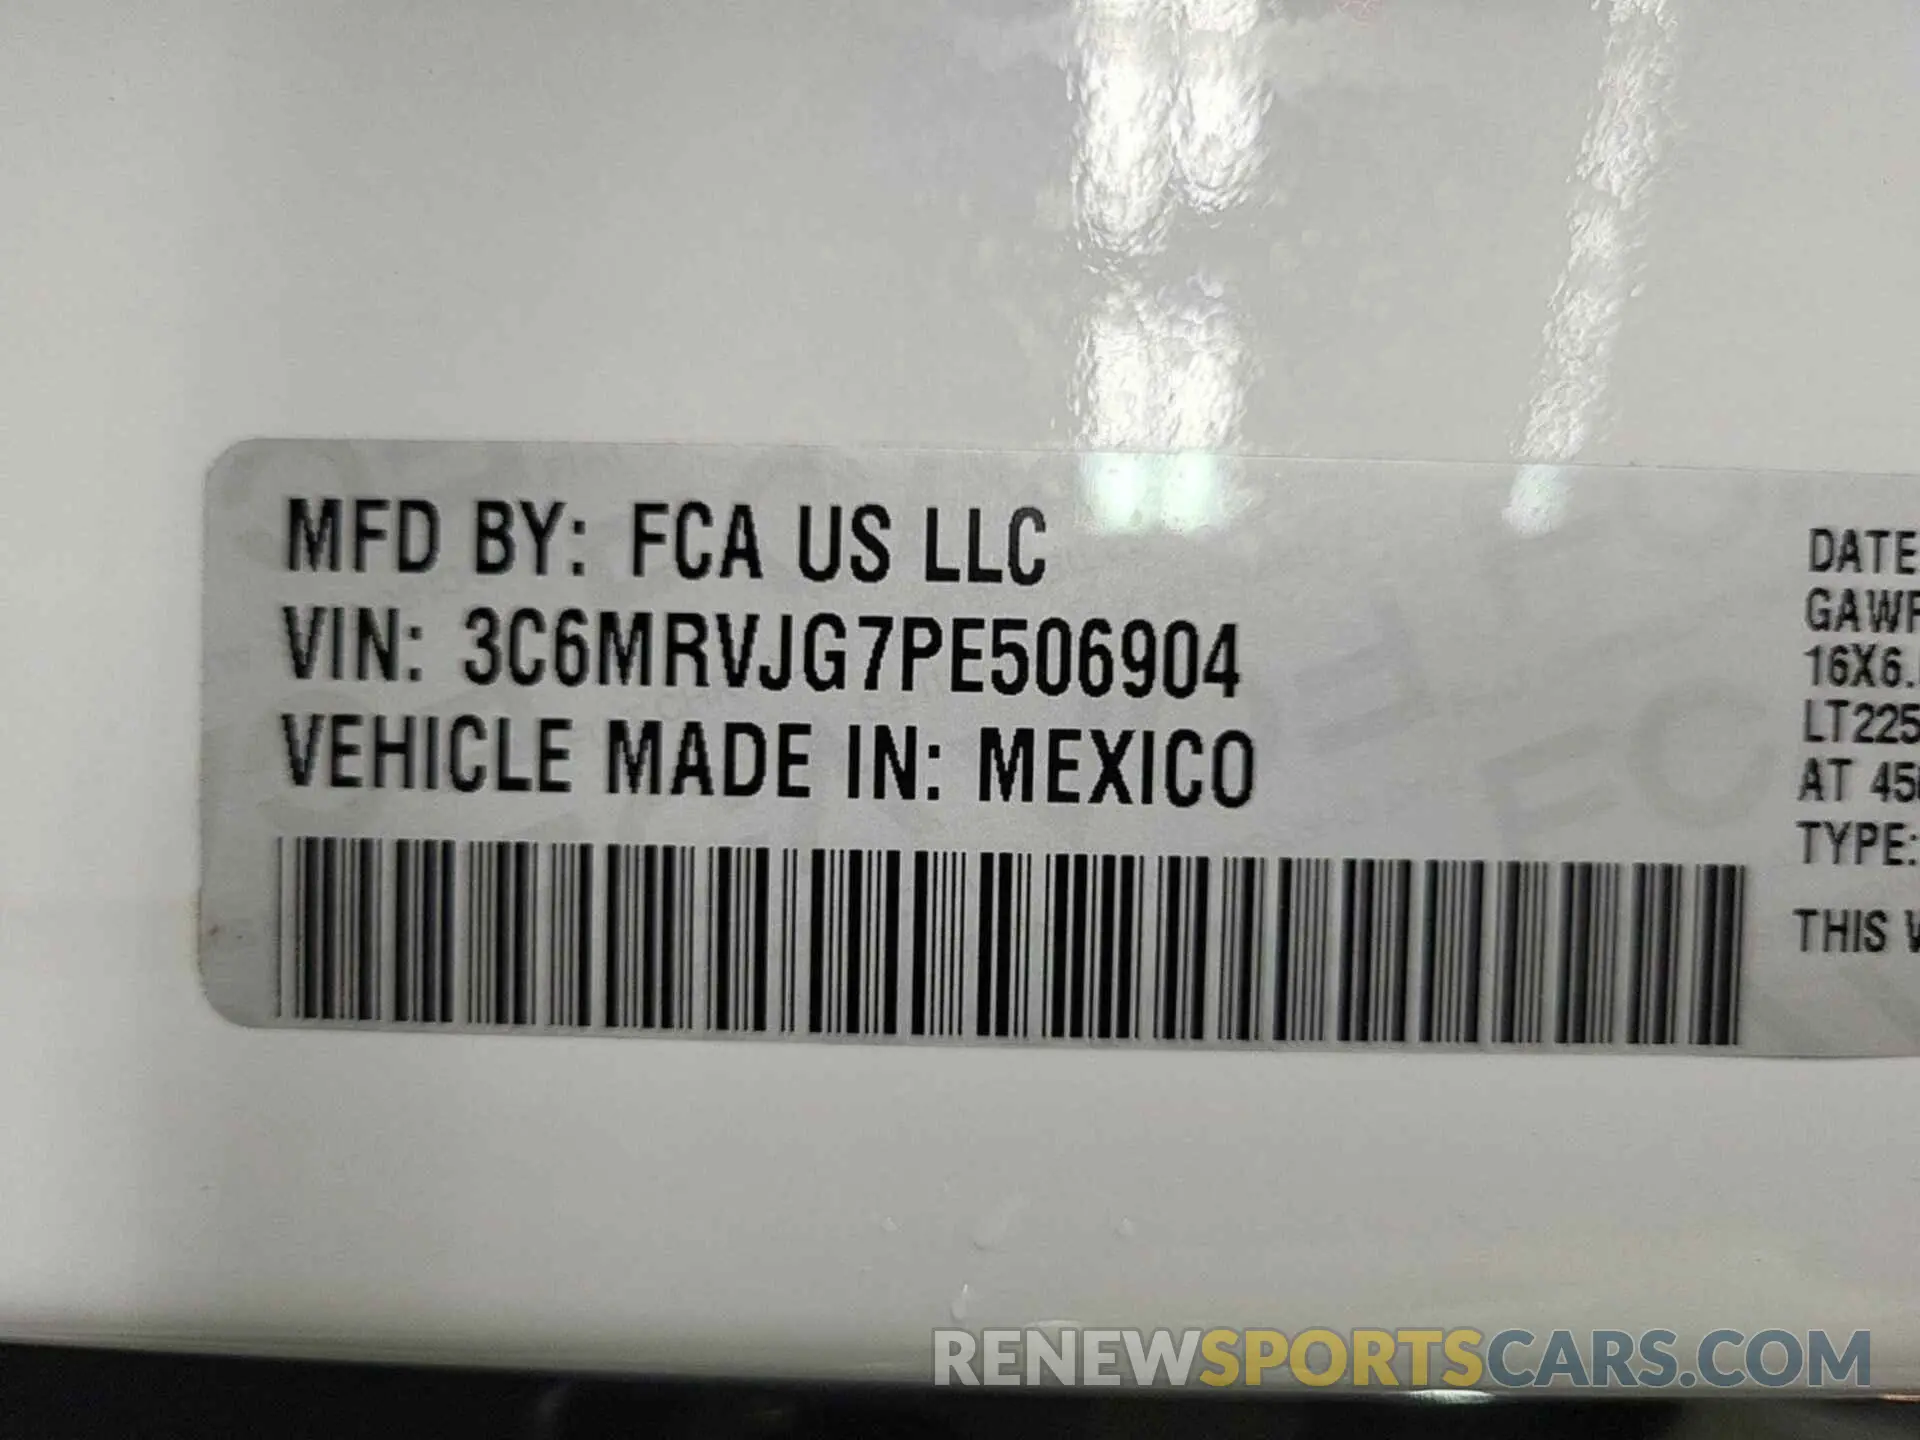 MFD BY: FCA US LLC
VIN: 3C6MRVJG7PE506904
VEHICLE MADE IN: MEXICO
DATE
GAWR
16X6.
LT225
AT 45
TYPE:
THIS
RENEWSPORTSCARS.COM